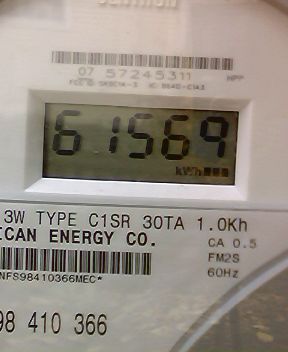 07 57245311 HPP
61569
kWh
3W TYPE C1SR 30TA 1.0Kh
ICAN ENERGY CO.
CA 0.5
FM2S
60Hz
NFS98410366MEC*
98 410 366